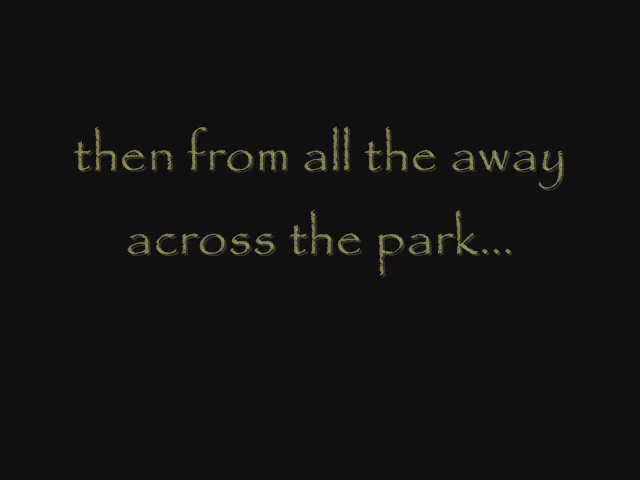 then from all the away
across the park...